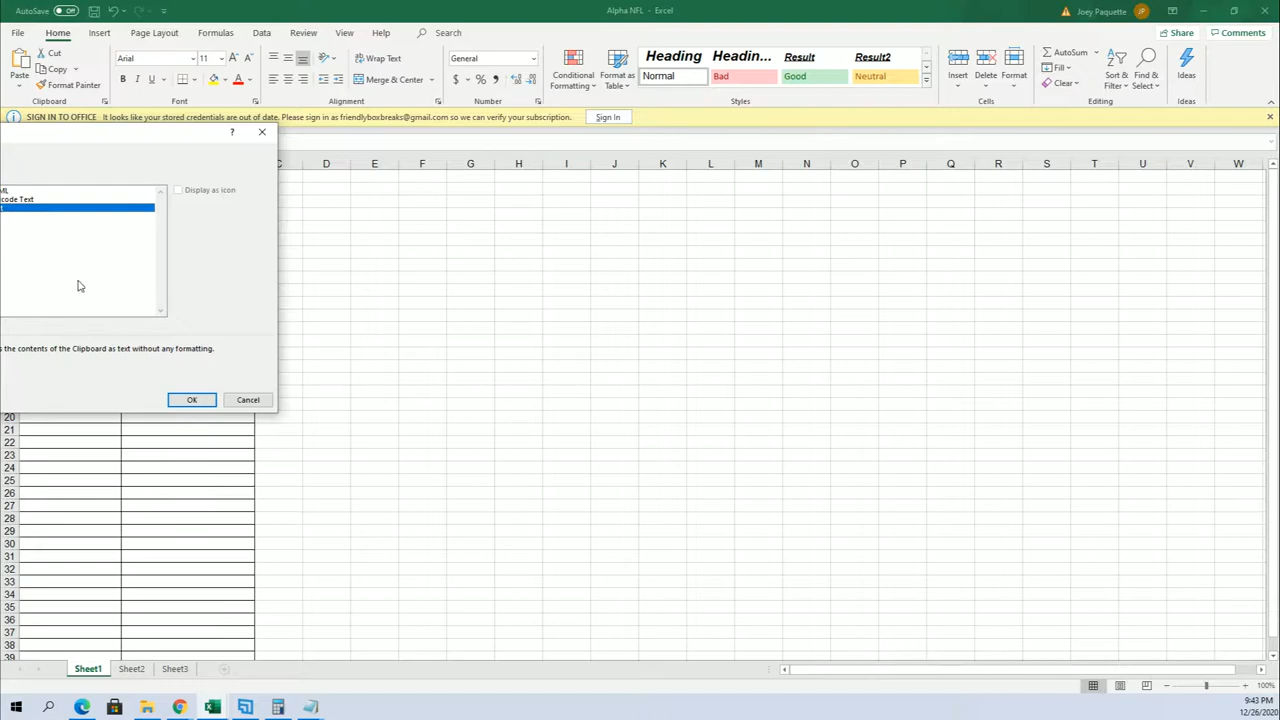 AutoSave Off Alpha NFL - Excel Joey Paquette JP
File Home Insert Page Layout Formulas Data Review View Help Search Share Comments
Paste Cut Copy Format Painter Clipboard
Arial 11 B I U A Font
Wrap Text Merge & Center Alignment
General $ % Number
Conditional Formatting Format as Table
Heading Headin... Result Result2
Normal Bad Good Neutral
Styles
Insert Delete Format Cells
AutoSum Fill Clear Sort & Filter Find & Select Editing
Ideas Ideas
SIGN IN TO OFFICE It looks like your stored credentials are out of date. Please sign in as friendlyboxbreaks@gmail.com so we can verify your subscription. Sign In
?
C D E F G H I J K L M N O P Q R S T U V W
ML
code Text
t
Display as icon
s the contents of the Clipboard as text without any formatting.
OK Cancel
20
21
22
23
24
25
26
27
28
29
30
31
32
33
34
35
36
37
38
39
Sheet1 Sheet2 Sheet3
100%
9:43 PM
12/26/2020